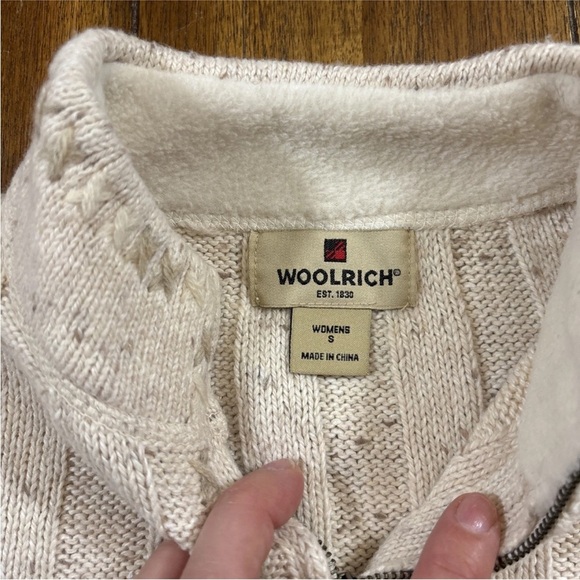 WOOLRICH®
EST. 1830
WOMENS
S
MADE IN CHINA